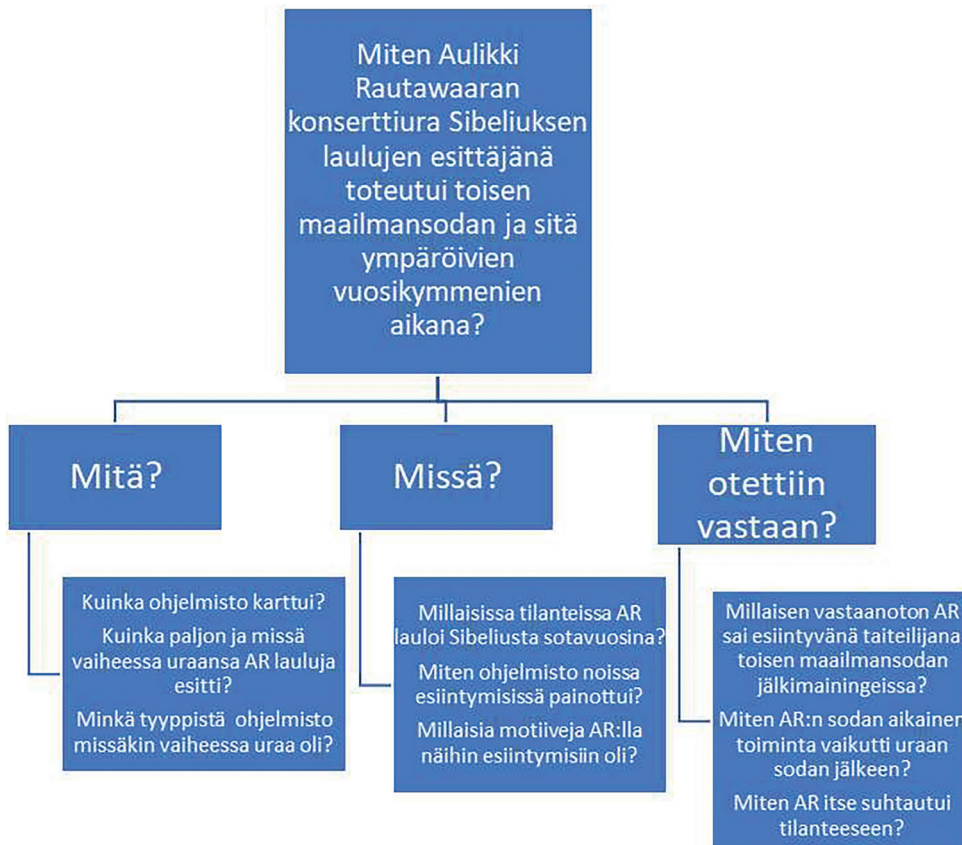 Miten Aulikki
Rautawaaran
konserttiura Sibeliuksen
laulujen esittäjänä
toteutui toisen
maailmansodan ja sitä
ympäröivien
vuosikymmenien
aikana?
Mitä?
Missä?
Miten
otettiin
vastaan?
Kuinka ohjelmisto karttui?
Kuinka paljon ja missä
vaiheessa uraansa AR lauluja
esitti?
Minkä tyyppistä ohjelmisto
missäkin vaiheessa uraa oli?
Millaisissa tilanteissa AR
lauloi Sibeliusta sotavuosina?
Miten ohjelmisto noissa
esiintymisissä painottui?
Millaisia motiiveja AR:lla
näihin esiintymisiin oli?
Millaisen vastaanoton AR
sai esiintyvänä taiteilijana
toisen maailmansodan
jälkimainingeissa?
Miten AR:n sodan aikainen
toiminta vaikutti uraan
sodan jälkeen?
Miten AR itse suhtautui
tilanteeseen?